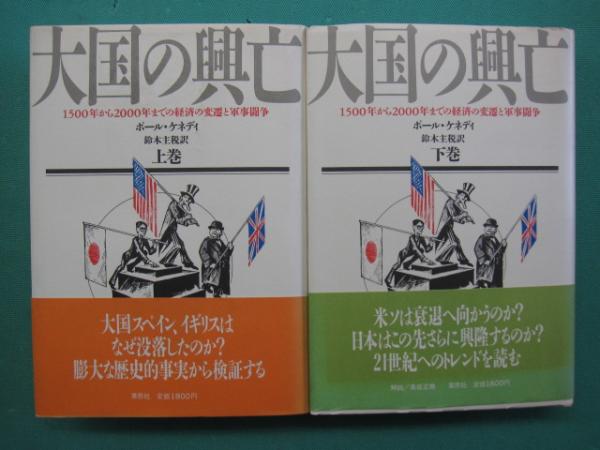 大国の興亡
1500年から2000年までの経済の変遷と軍事闘争
ポール・ケネディ
鈴木主税訳
上巻
大国スペイン、イギリスは
なぜ没落したのか?
膨大な歴史的事実から検証する
草思社 定価1800円
大国の興亡
1500年から2000年までの経済の変遷と軍事闘争
ポール・ケネディ
鈴木主税訳
下巻
米ソは衰退へ向かうのか?
日本はこの先さらに興隆するのか?
21世紀へのトレンドを読む
解説/高坂正堯 草思社 定価1800円